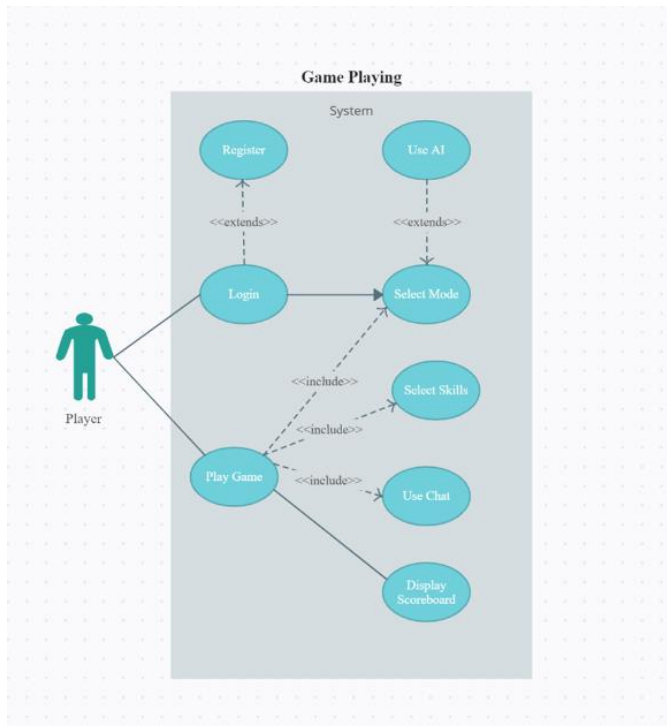 Game Playing
System
Register
Use AI
<<extends>>
<<extends>>
Login
Select Mode
<<include>>
Select Skills
Player
<<include>>
Play Game
<<include>>
Use Chat
Display
Scoreboard